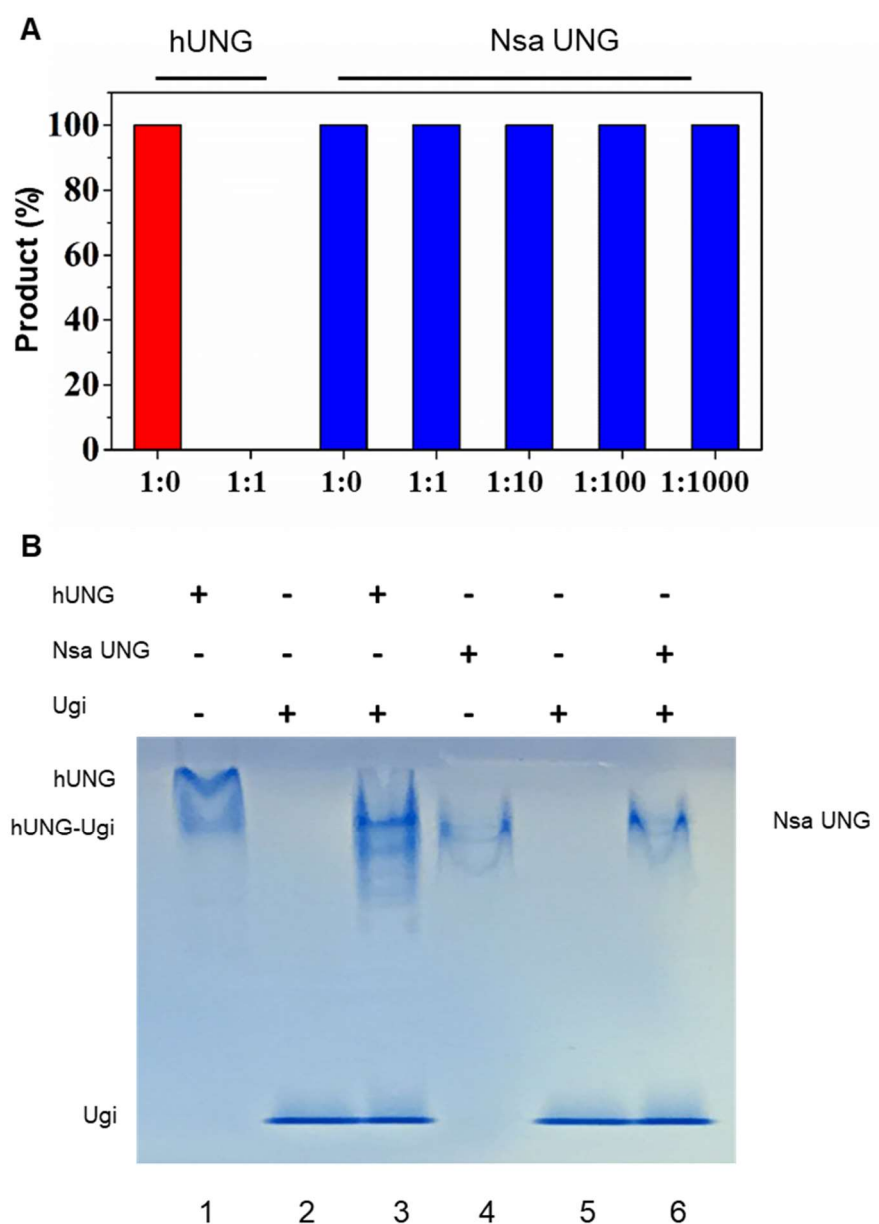 A
hUNG Nsa UNG
Product (%)
100
80
60
40
20
0
1:0 1:1 1:0 1:1 1:10 1:100 1:1000
B
hUNG + - + - - -
Nsa UNG - - - + - +
Ugi - + + - + +
hUNG
hUNG-Ugi Nsa UNG
Ugi
1 2 3 4 5 6